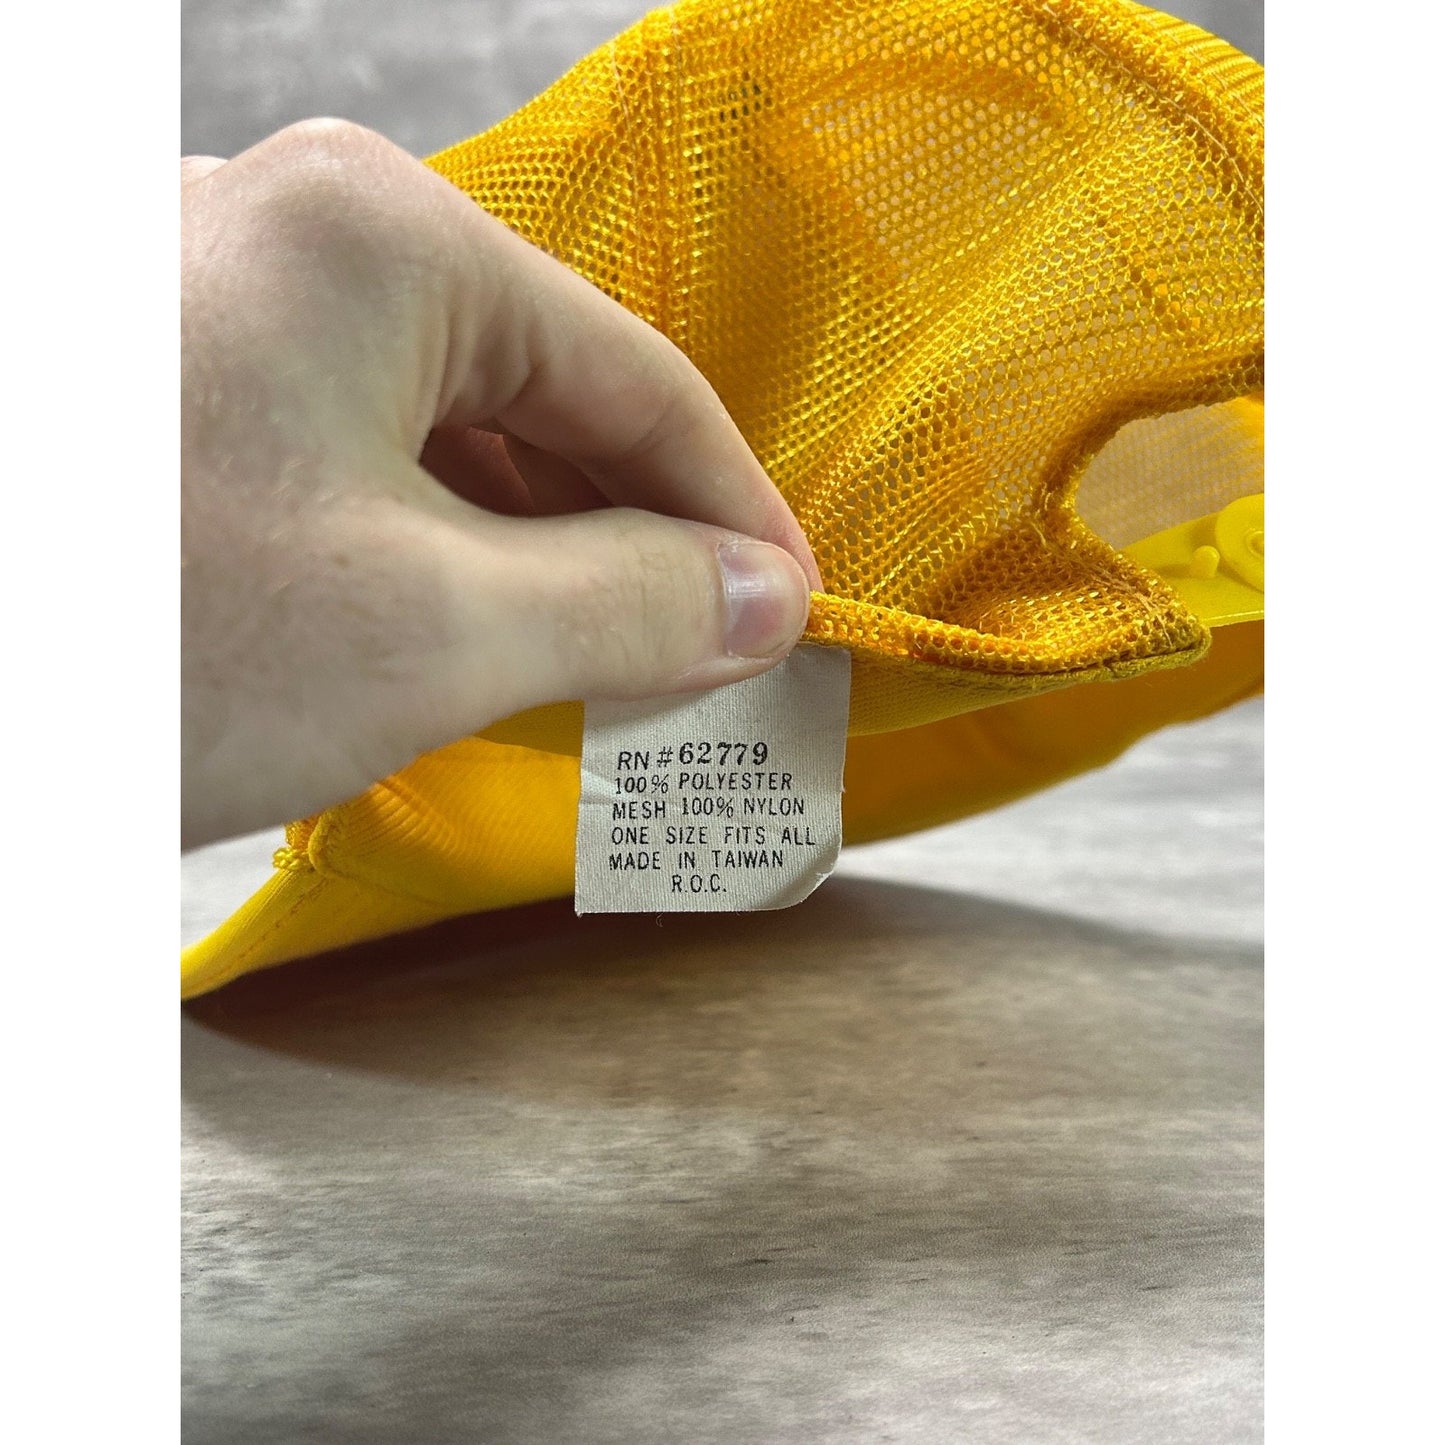 RN #62779
100% POLYESTER
MESH 100% NYLON
ONE SIZE FITS ALL
MADE IN TAIWAN
R.O.C.